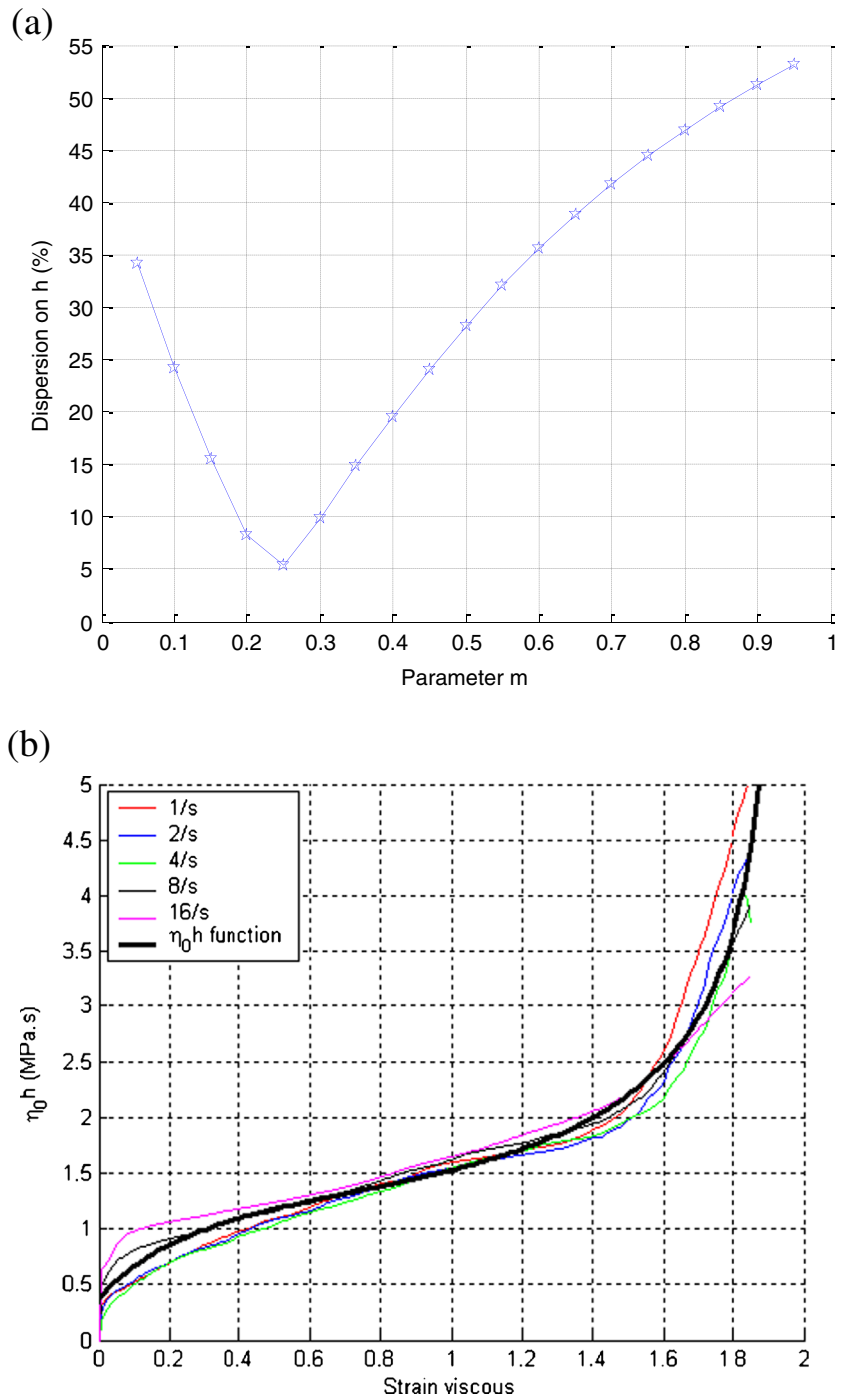 (a)
55
50
45
40
35
30
25
20
15
10
5
0
Dispersion on h (%)
0 0.1 0.2 0.3 0.4 0.5 0.6 0.7 0.8 0.9 1
Parameter m
(b)
5
4.5
4
3.5
3
2.5
2
1.5
1
0.5
0
η₀h (MPa.s)
1/s
2/s
4/s
8/s
16/s
η₀h function
0 0.2 0.4 0.6 0.8 1 1.2 1.4 1.6 1.8 2
Strain viscous